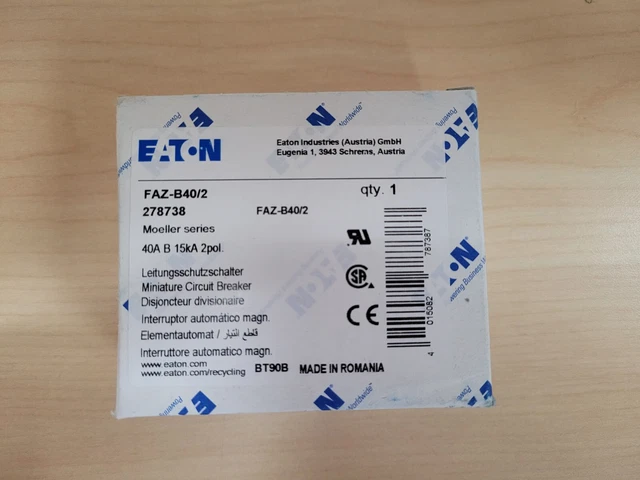 EATON
Eaton Industries (Austria) GmbH
Eugenia 1, 3943 Schrems, Austria
FAZ-B40/2
qty. 1
278738
FAZ-B40/2
Moeller series
40A B 15kA 2pol.
Leitungsschutzschalter
Miniature Circuit Breaker
Disjoncteur divisionaire
Interruptor automático magn.
Elementautomat / قاطع التيار
Interruttore automatico magn.
www.eaton.com
www.eaton.com/recycling
BT90B
MADE IN ROMANIA
4 015082 787387